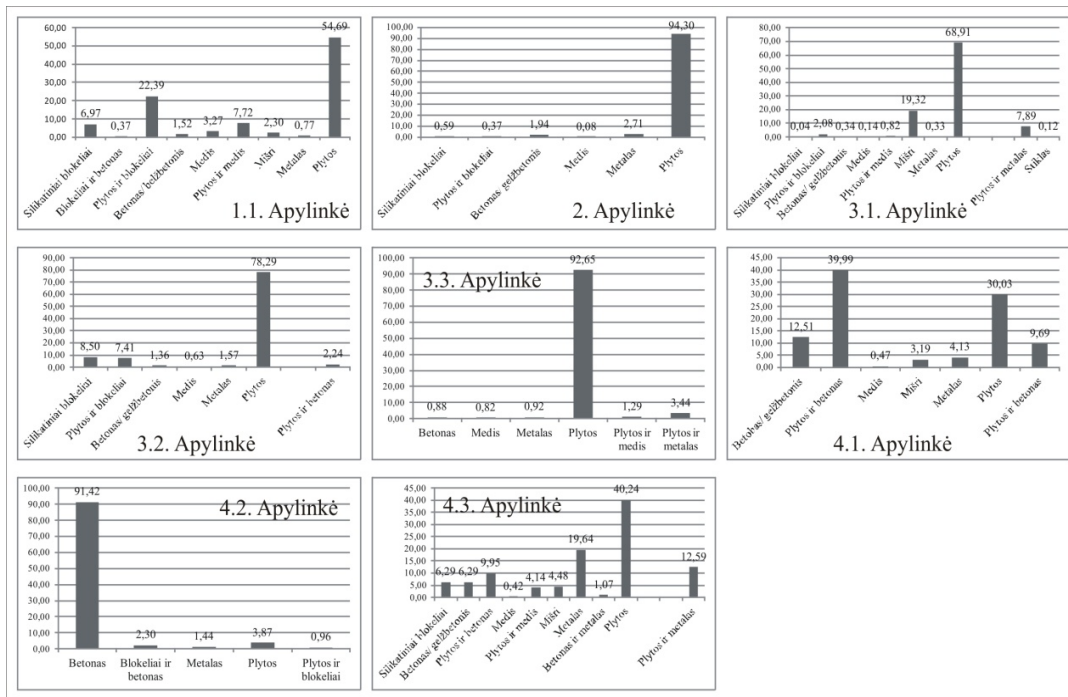 60,00
50,00
40,00
30,00
20,00
10,00
0,00
6,97
0,37
22,39
1,52
3,27
7,72
2,30
0,77
54,69
Silikatiniai blokeliai
Blokeliai ir betonas
Plytos ir blokeliai
Betonas/ belžbetonis
Medis
Plytos ir medis
Mišri
Metalas
Plytos
1.1. Apylinkė
100,00
90,00
80,00
70,00
60,00
50,00
40,00
30,00
20,00
10,00
0,00
0,59
0,37
1,94
0,08
2,71
94,30
Silikatiniai blokeliai
Plytos ir blokeliai
Betonas/ gelžbetonis
Medis
Metalas
Plytos
2. Apylinkė
80,00
70,00
60,00
50,00
40,00
30,00
20,00
10,00
0,00
0,04
2,08
0,34
0,14
0,82
19,32
0,33
68,91
7,89
0,12
Silikatiniai blokeliai
Plytos ir blokeliai
Betonas/ gelžbetonis
Medis
Plytos ir medis
Mišri
Metalas
Plytos
Plytos ir metalas
Stiklas
3.1. Apylinkė
90,00
80,00
70,00
60,00
50,00
40,00
30,00
20,00
10,00
0,00
8,50
7,41
1,36
0,63
1,57
78,29
2,24
Silikatiniai blokeliai
Plytos ir blokeliai
Betonas/ gelžbetonis
Medis
Metalas
Plytos
Plytos ir betonas
3.2. Apylinkė
100,00
90,00
80,00
70,00
60,00
50,00
40,00
30,00
20,00
10,00
0,00
3.3. Apylinkė
0,88
0,82
0,92
92,65
1,29
3,44
Betonas
Medis
Metalas
Plytos
Plytos ir
medis
Plytos ir
metalas
45,00
40,00
35,00
30,00
25,00
20,00
15,00
10,00
5,00
0,00
12,51
39,99
0,47
3,19
4,13
30,03
9,69
Betobas/ gelžbetonis
Plytos ir betonas
Medis
Mišri
Metalas
Plytos
Plytos ir betonas
4.1. Apylinkė
100,00
90,00
80,00
70,00
60,00
50,00
40,00
30,00
20,00
10,00
0,00
4.2. Apylinkė
91,42
2,30
1,44
3,87
0,96
Betonas
Blokeliai ir
betonas
Metalas
Plytos
Plytos ir
blokeliai
45,00
40,00
35,00
30,00
25,00
20,00
15,00
10,00
5,00
0,00
4.3. Apylinkė
6,29
6,29
9,95
0,42
4,14
4,48
19,64
1,07
40,24
12,59
Silikatiniai blokeliai
Betonas/ gelžbetonis
Plytos ir betonas
Medis
Plytos ir medis
Mišri
Metalas
Betonas ir metalas
Plytos
Plytos ir metalas